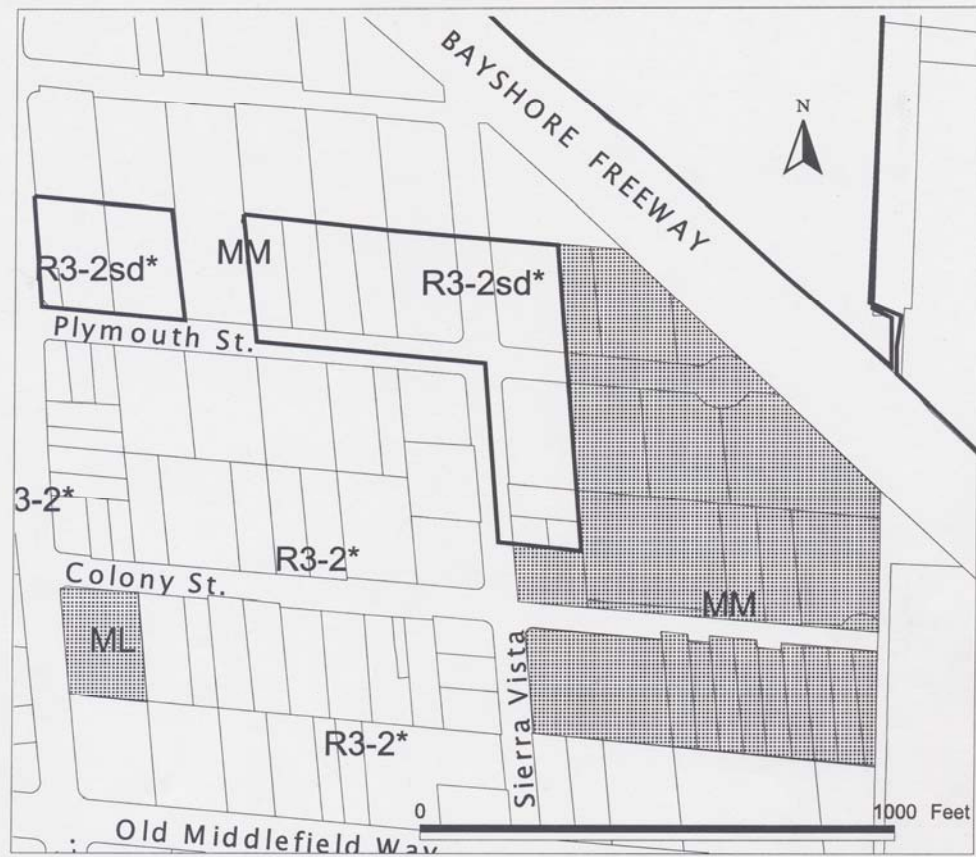 BAYSHORE FREEWAY
N
R3-2sd*
MM
R3-2sd*
Plymouth St.
3-2*
R3-2*
Colony St.
MM
ML
Sierra Vista
R3-2*
0
1000 Feet
Old Middlefield Way